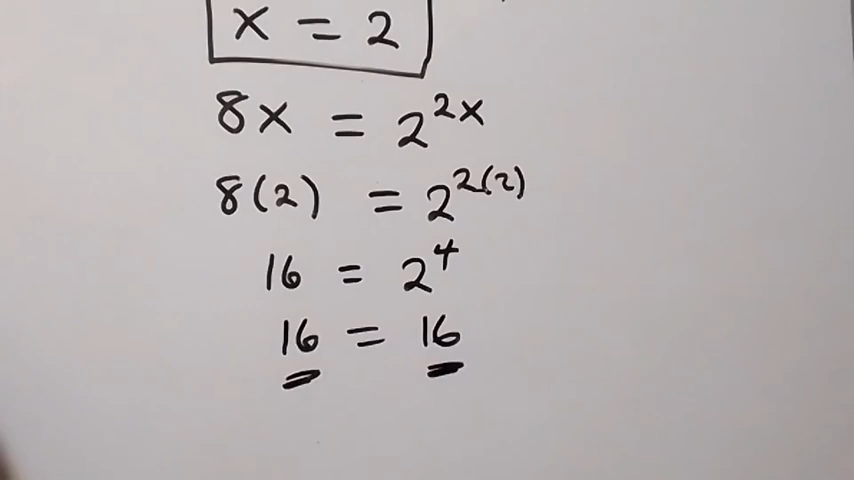 x = 2
8x = 2^{2x}
8(2) = 2^{2(2)}
16 = 2^4
16 = 16